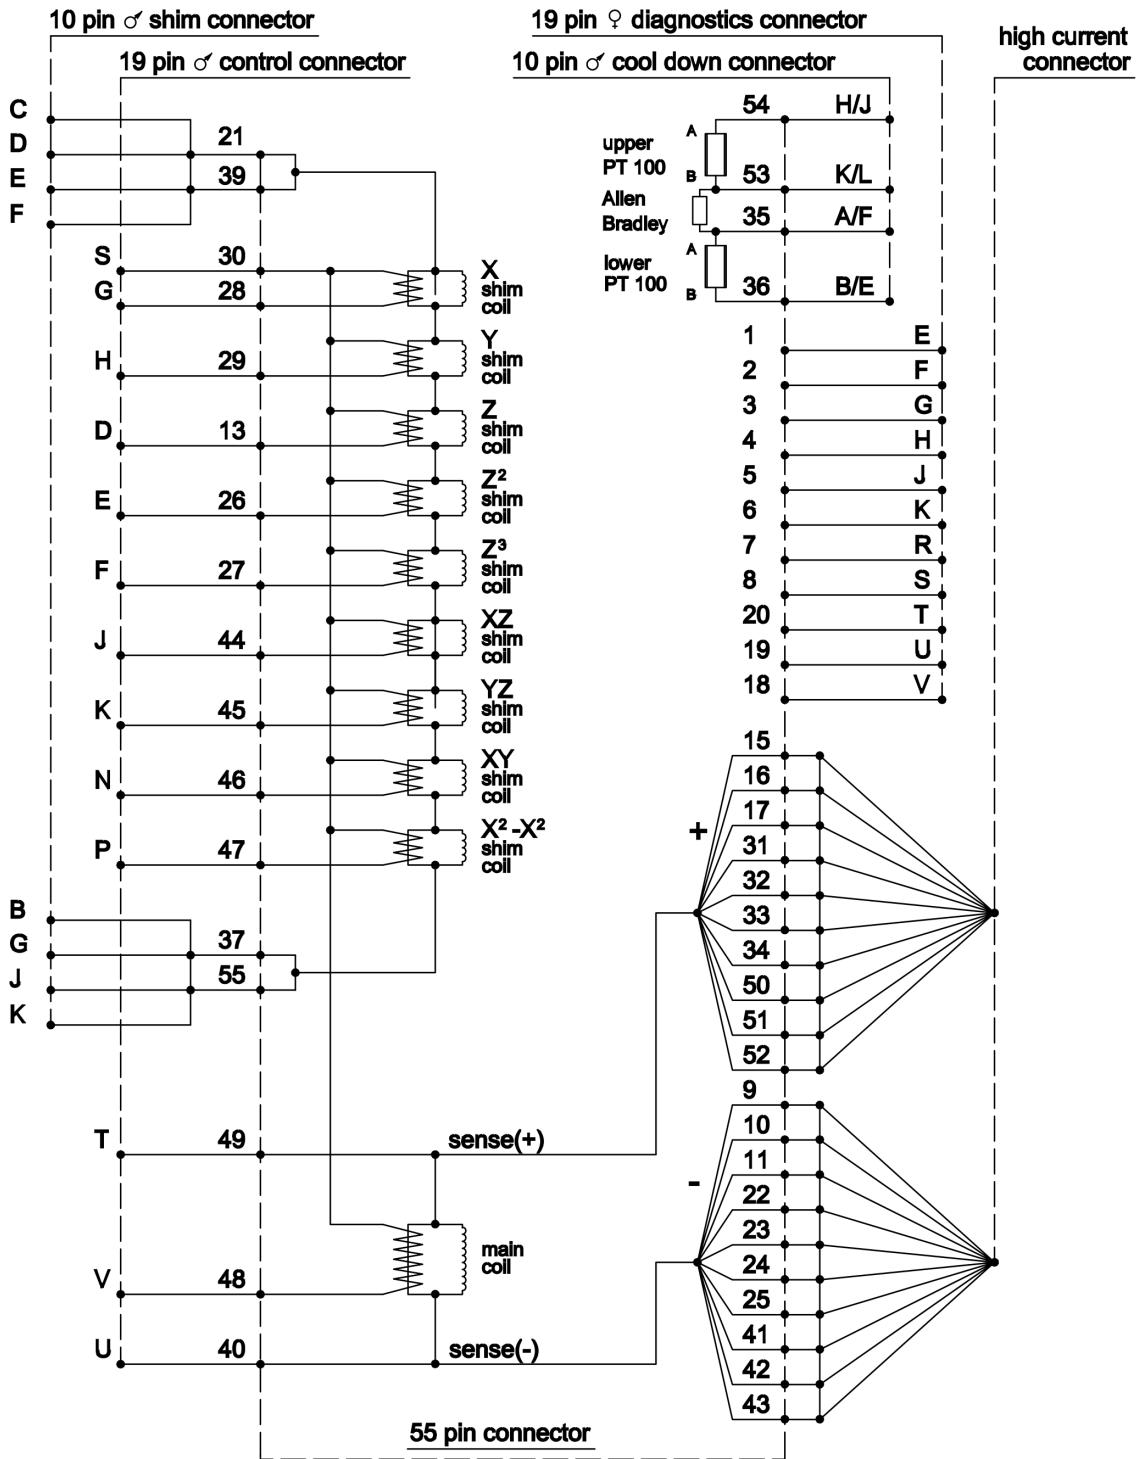 10 pin ♂ shim connector
19 pin ♂ control connector
C
D
E
F
21
39
S
G
30
28
X
shim
coil
H
29
Y
shim
coil
D
13
Z
shim
coil
E
26
Z²
shim
coil
F
27
Z³
shim
coil
J
44
XZ
shim
coil
K
45
YZ
shim
coil
N
46
XY
shim
coil
P
47
X² -X²
shim
coil
B
G
J
K
37
55
T
49
sense(+)
main
coil
V
48
U
40
sense(-)
55 pin connector
19 pin ♀ diagnostics connector
10 pin ♂ cool down connector
high current
connector
54 H/J
A
upper
PT 100
B
53 K/L
Allen
Bradley
35 A/F
A
lower
PT 100
B
36 B/E
1 E
2 F
3 G
4 H
5 J
6 K
7 R
8 S
20 T
19 U
18 V
+
15
16
17
31
32
33
34
50
51
52
-
9
10
11
22
23
24
25
41
42
43